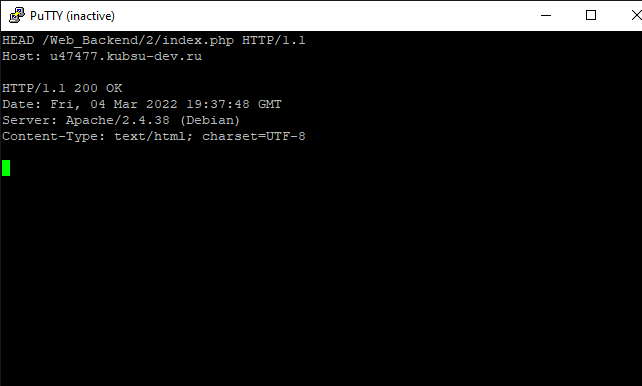 PuTTY (inactive)
HEAD /Web_Backend/2/index.php HTTP/1.1
Host: u47477.kubsu-dev.ru
HTTP/1.1 200 OK
Date: Fri, 04 Mar 2022 19:37:48 GMT
Server: Apache/2.4.38 (Debian)
Content-Type: text/html; charset=UTF-8